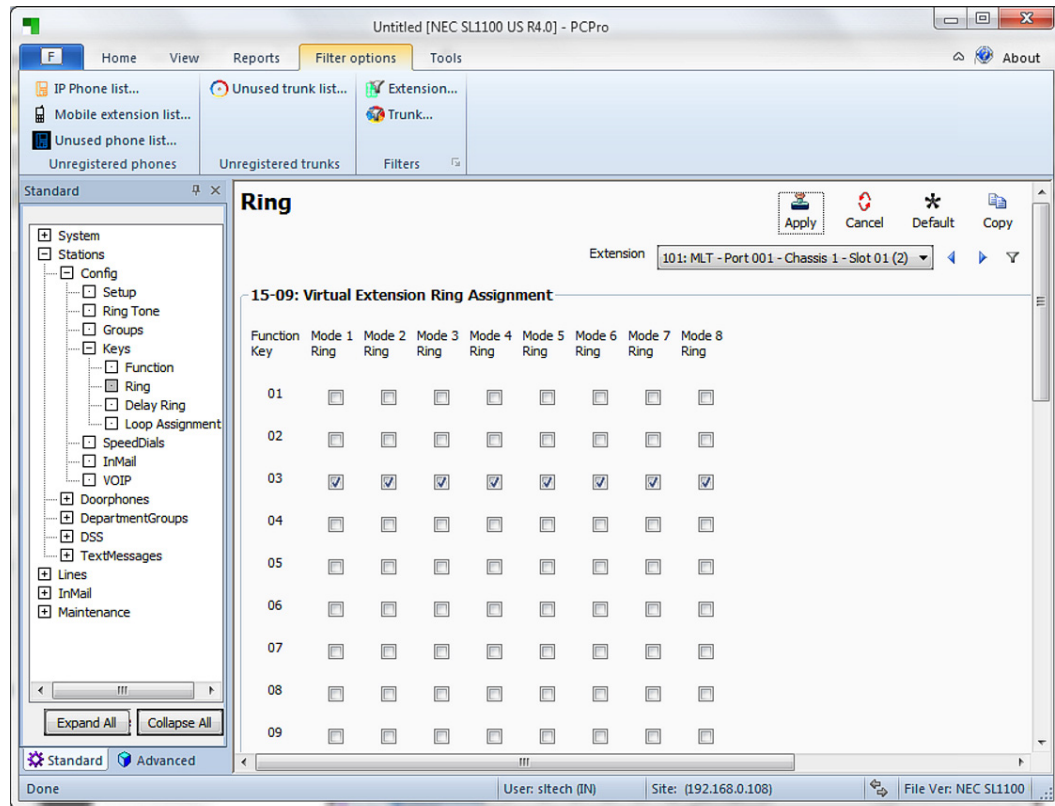 Untitled [NEC SL1100 US R4.0] - PCPro
F Home View Reports Filter options Tools About
IP Phone list...
Mobile extension list...
Unused phone list...
Unregistered phones
Unused trunk list...
Unregistered trunks
Extension...
Trunk...
Filters
Standard
System
Stations
Config
Setup
Ring Tone
Groups
Keys
Function
Ring
Delay Ring
Loop Assignment
SpeedDials
InMail
VOIP
Doorphones
DepartmentGroups
DSS
TextMessages
Lines
InMail
Maintenance
Expand All Collapse All
Standard Advanced
Ring
Apply Cancel Default Copy
Extension 101: MLT - Port 001 - Chassis 1 - Slot 01 (2)
15-09: Virtual Extension Ring Assignment
Function Mode 1 Mode 2 Mode 3 Mode 4 Mode 5 Mode 6 Mode 7 Mode 8
Key Ring Ring Ring Ring Ring Ring Ring Ring
01
02
03
04
05
06
07
08
09
Done User: sltech (IN) Site: (192.168.0.108) File Ver: NEC SL1100